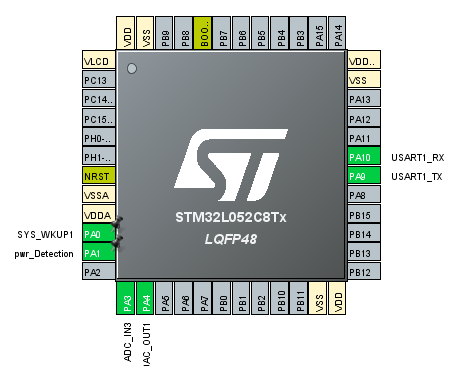 VDD
VSS
PB9
PB8
BOO..
PB7
PB6
PB5
PB4
PB3
PA15
PA14
VLCD
PC13
PC14..
PC15..
PH0-..
PH1-..
NRST
VSSA
VDDA
SYS_WKUP1 PA0
pwr_Detection PA1
PA2
VDD..
VSS
PA13
PA12
PA11
PA10 USART1_RX
PA9 USART1_TX
PA8
PB15
PB14
PB13
PB12
STM32L052C8Tx
LQFP48
PA3
PA4
PA5
PA6
PA7
PB0
PB1
PB2
PB10
PB11
VSS
VDD
ADC_IN3